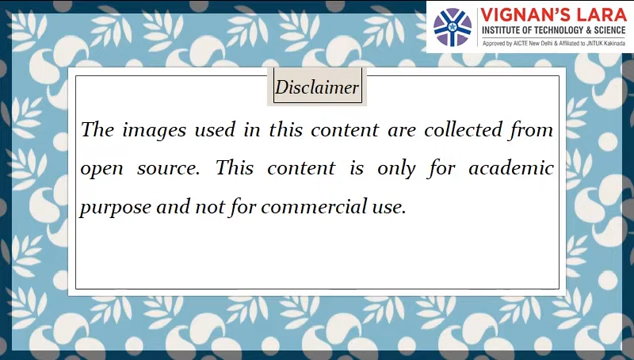 VIGNAN'S LARA
INSTITUTE OF TECHNOLOGY & SCIENCE
Approved by AICTE New Delhi & Affiliated to JNTUK Kakinada
Disclaimer
The images used in this content are collected from
open source. This content is only for academic
purpose and not for commercial use.